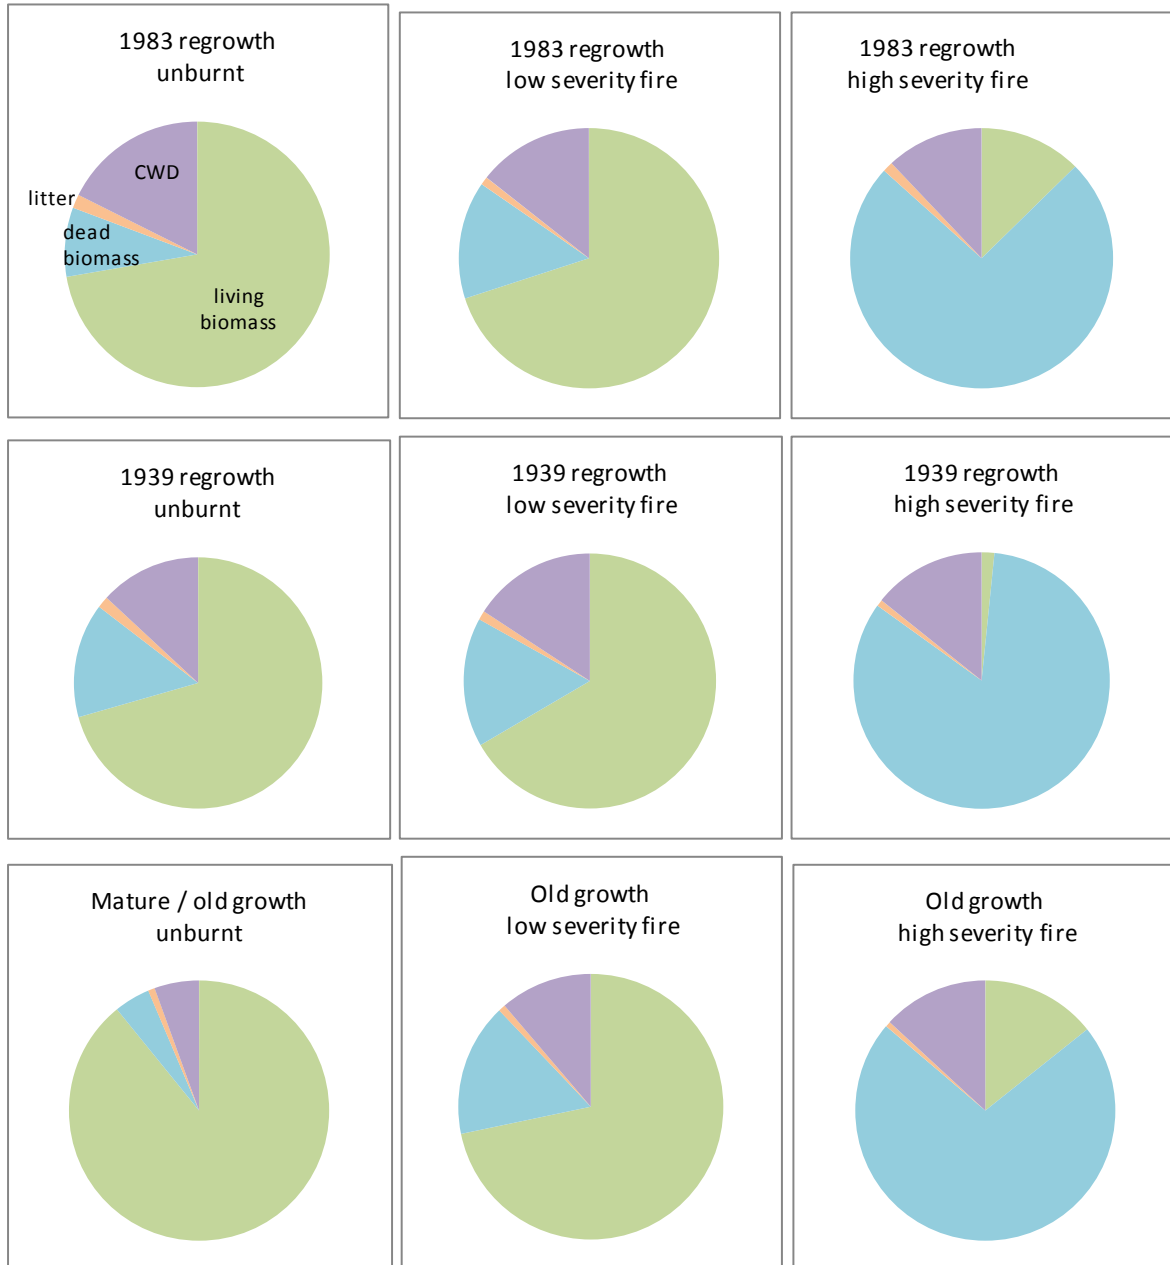 1983 regrowth
unburnt
CWD
litter
dead
biomass
living
biomass
1983 regrowth
low severity fire
1983 regrowth
high severity fire
1939 regrowth
unburnt
1939 regrowth
low severity fire
1939 regrowth
high severity fire
Mature / old growth
unburnt
Old growth
low severity fire
Old growth
high severity fire